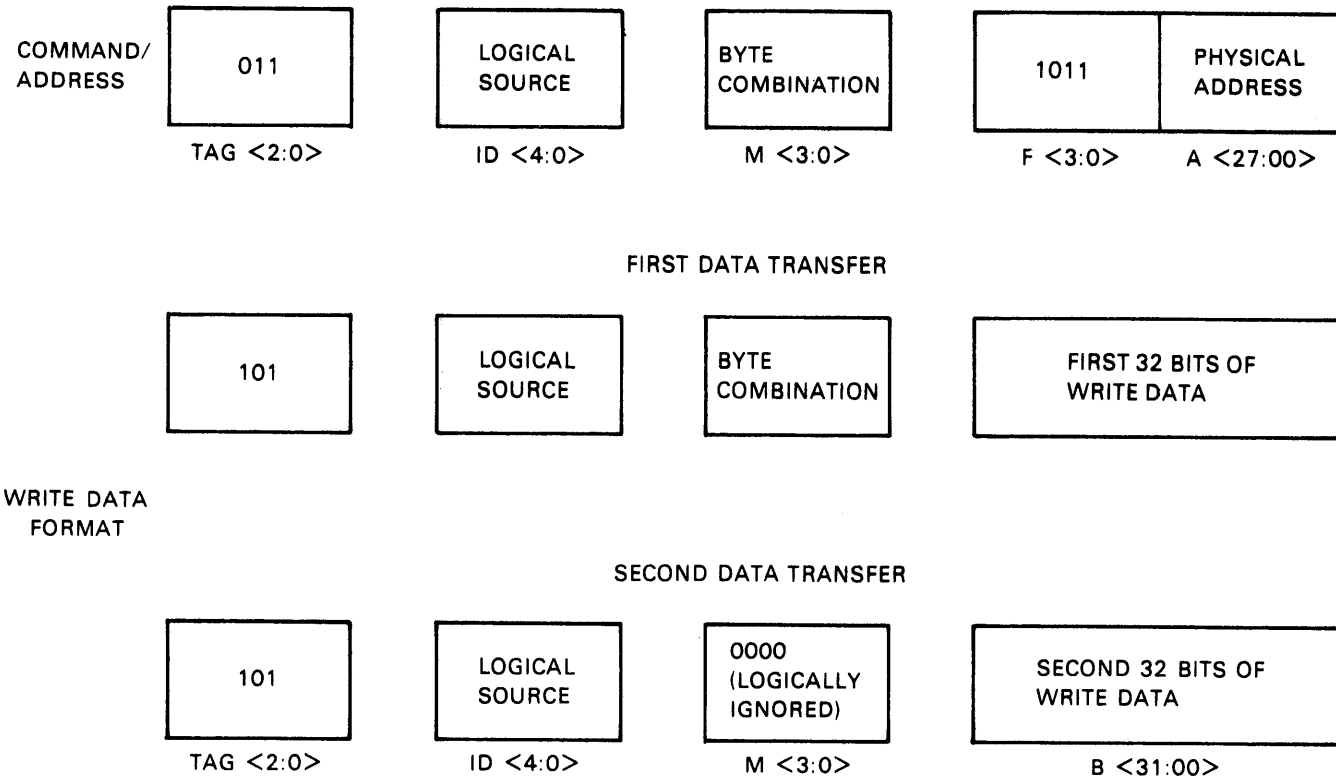 COMMAND/
ADDRESS
011
LOGICAL
SOURCE
BYTE
COMBINATION
1011
PHYSICAL
ADDRESS
TAG <2:0>
ID <4:0>
M <3:0>
F <3:0>
A <27:00>
FIRST DATA TRANSFER
101
LOGICAL
SOURCE
BYTE
COMBINATION
FIRST 32 BITS OF
WRITE DATA
WRITE DATA
FORMAT
SECOND DATA TRANSFER
101
LOGICAL
SOURCE
0000
(LOGICALLY
IGNORED)
SECOND 32 BITS OF
WRITE DATA
TAG <2:0>
ID <4:0>
M <3:0>
B <31:00>